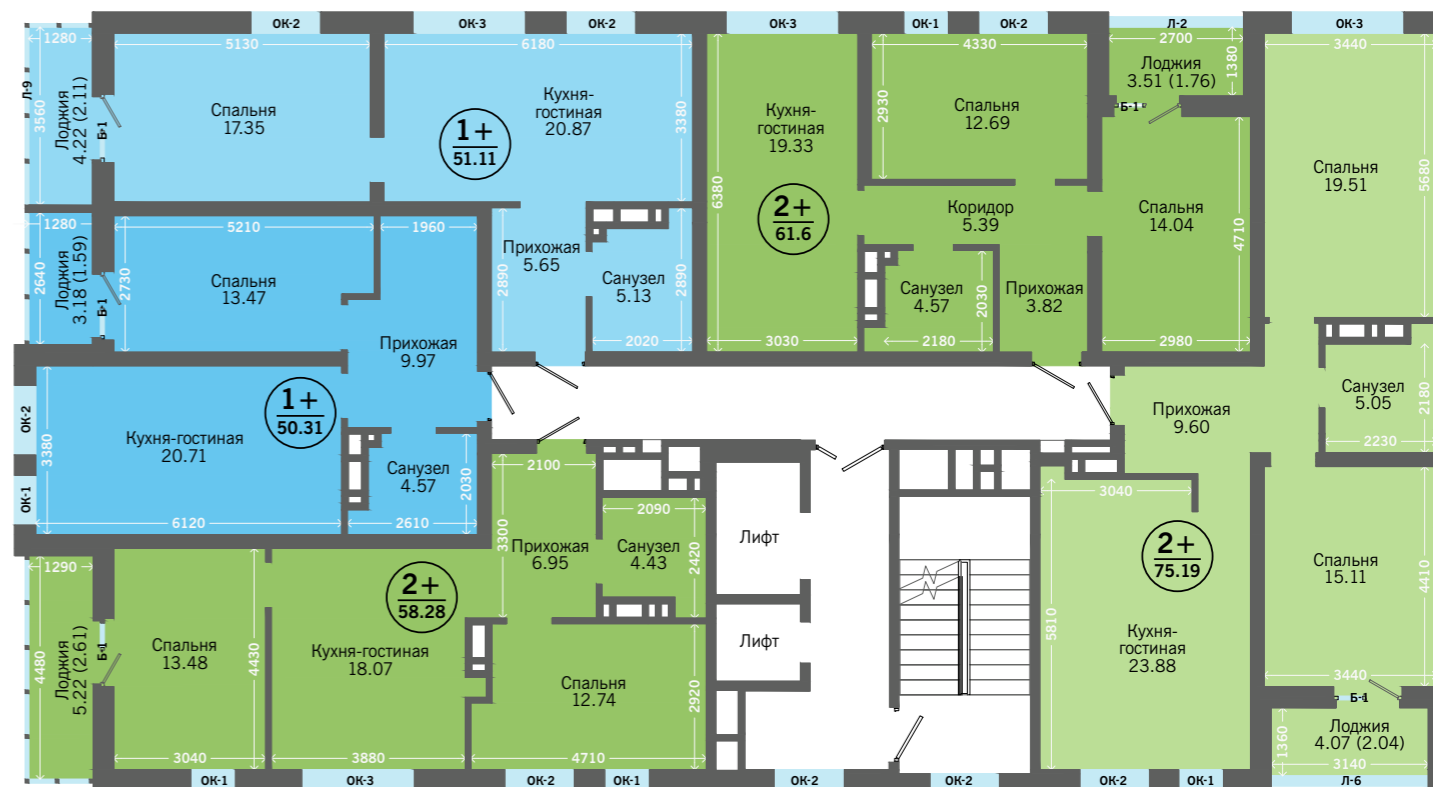 ОК-2
ОК-3
ОК-2
ОК-3
ОК-1
ОК-2
Л-2
ОК-3
1280
5130
6180
4330
2700
3440
Л-9
3560
Лоджия
4.22 (2.11)
Б-1
Спальня
17.35
Кухня-
гостиная
20.87
3380
1+
51.11
Кухня-
гостиная
19.33
6380
2+
61.6
3030
2930
Спальня
12.69
Лоджия
3.51 (1.76)
1380
Б-1
Коридор
5.39
Спальня
14.04
4710
2980
Спальня
19.51
5680
1280
5210
1960
2640
Лоджия
3.18 (1.59)
Б-1
2730
Спальня
13.47
Прихожая
5.65
2890
Санузел
5.13
2890
2020
Санузел
4.57
2030
2180
Прихожая
3.82
Прихожая
9.97
Санузел
5.05
2180
2230
Прихожая
9.60
ОК-2
ОК-1
3380
Кухня-гостиная
20.71
1+
50.31
6120
Санузел
4.57
2030
2610
2100
3300
Прихожая
6.95
2090
Санузел
4.43
2420
Лифт
Лифт
3040
2+
75.19
5810
Кухня-
гостиная
23.88
Спальня
15.11
4410
3440
Б-1
1290
4480
Лоджия
5.22 (2.61)
Б-1
Спальня
13.48
4430
3040
2+
58.28
Кухня-гостиная
18.07
3880
Спальня
12.74
2920
4710
Лоджия
4.07 (2.04)
1360
3140
ОК-1
ОК-3
ОК-2
ОК-1
ОК-2
ОК-2
ОК-2
ОК-1
Л-6